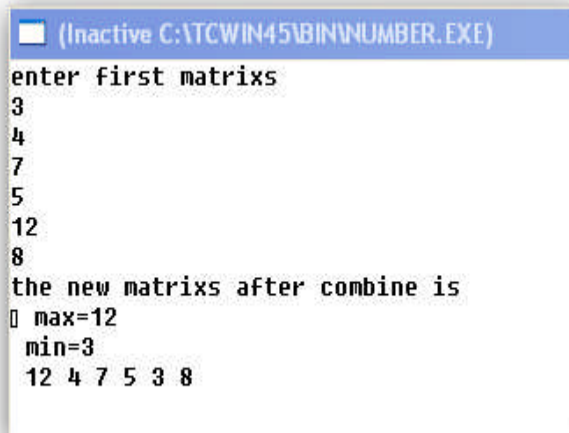 (Inactive C:\TCWIN45\BIN\NUMBER.EXE)
enter first matrixs
3
4
7
5
12
8
the new matrixs after combine is
▯ max=12
min=3
12 4 7 5 3 8